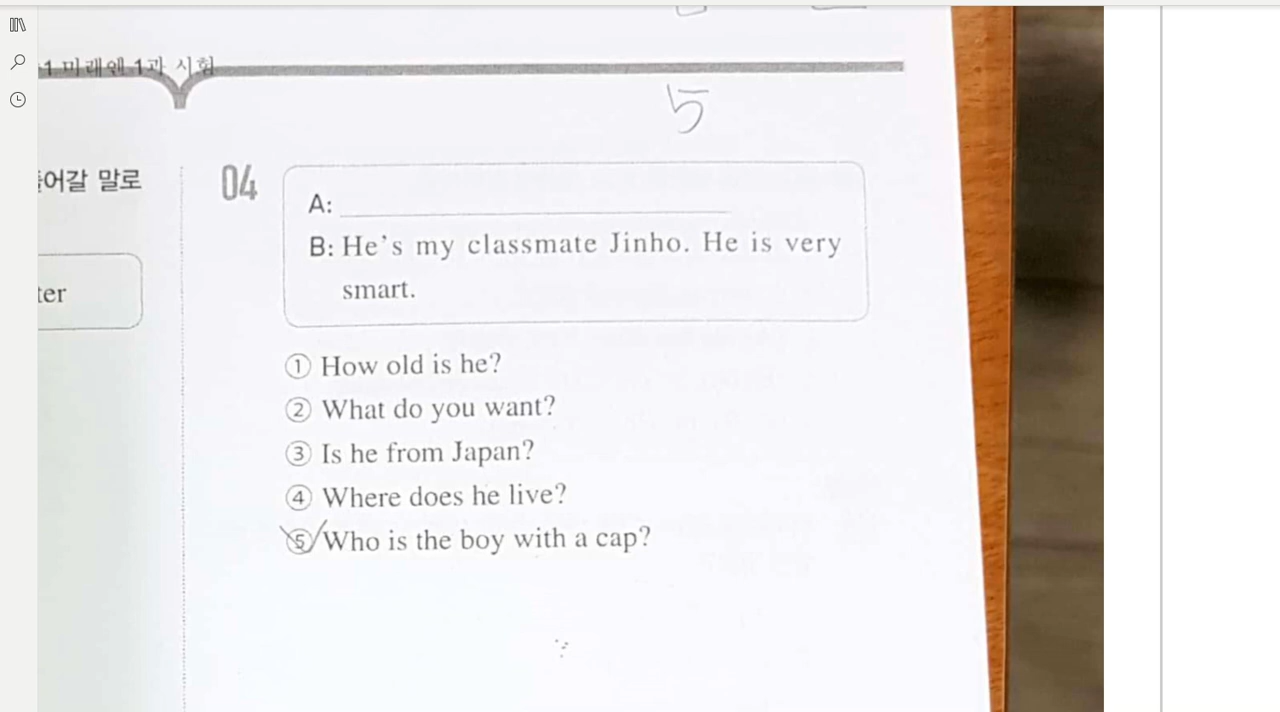 1 미래엔 1과 시험
5
어갈 말로
ter
04
A:
B: He's my classmate Jinho. He is very
smart.
① How old is he?
② What do you want?
③ Is he from Japan?
④ Where does he live?
⑤ Who is the boy with a cap?